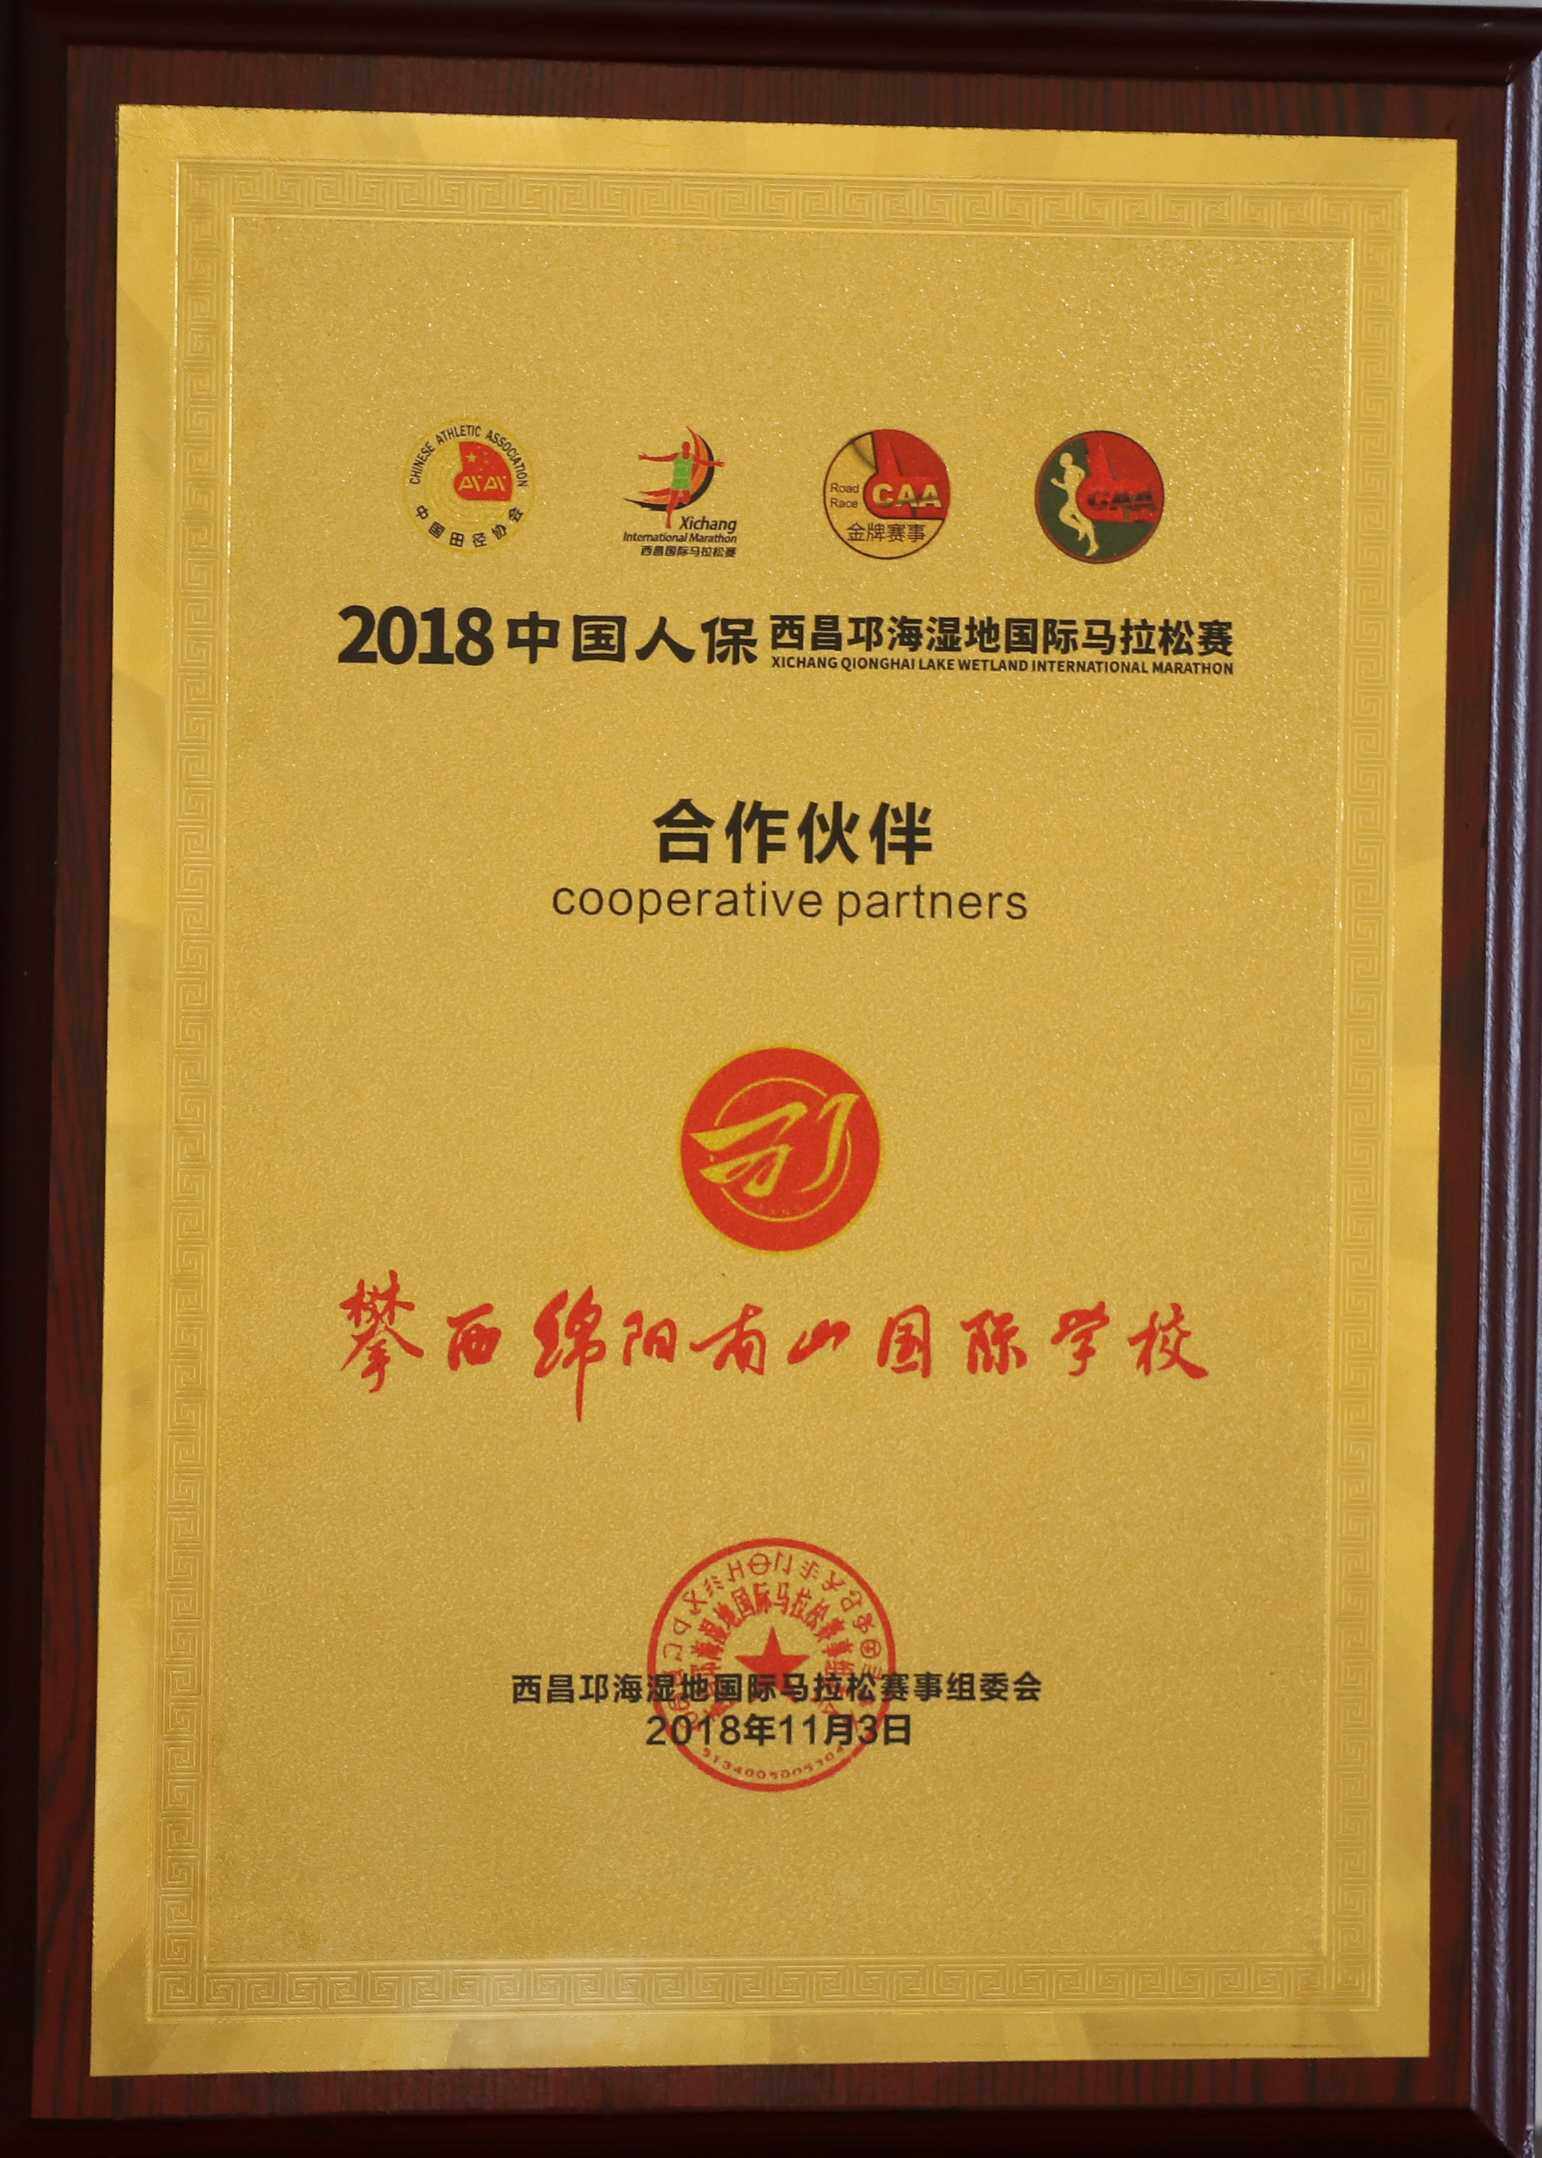 CHINESE ATHLETIC ASSOCIATION
中国田径协会
Xichang
International Marathon
西昌国际马拉松赛
Road
Race
CAA
金牌赛事
CAA
2018中国人保西昌邛海湿地国际马拉松赛
XICHANG QIONGHAI LAKE WETLAND INTERNATIONAL MARATHON
合作伙伴
cooperative partners
攀西绵阳南山国际学校
西昌邛海湿地国际马拉松赛事组委会
2018年11月3日